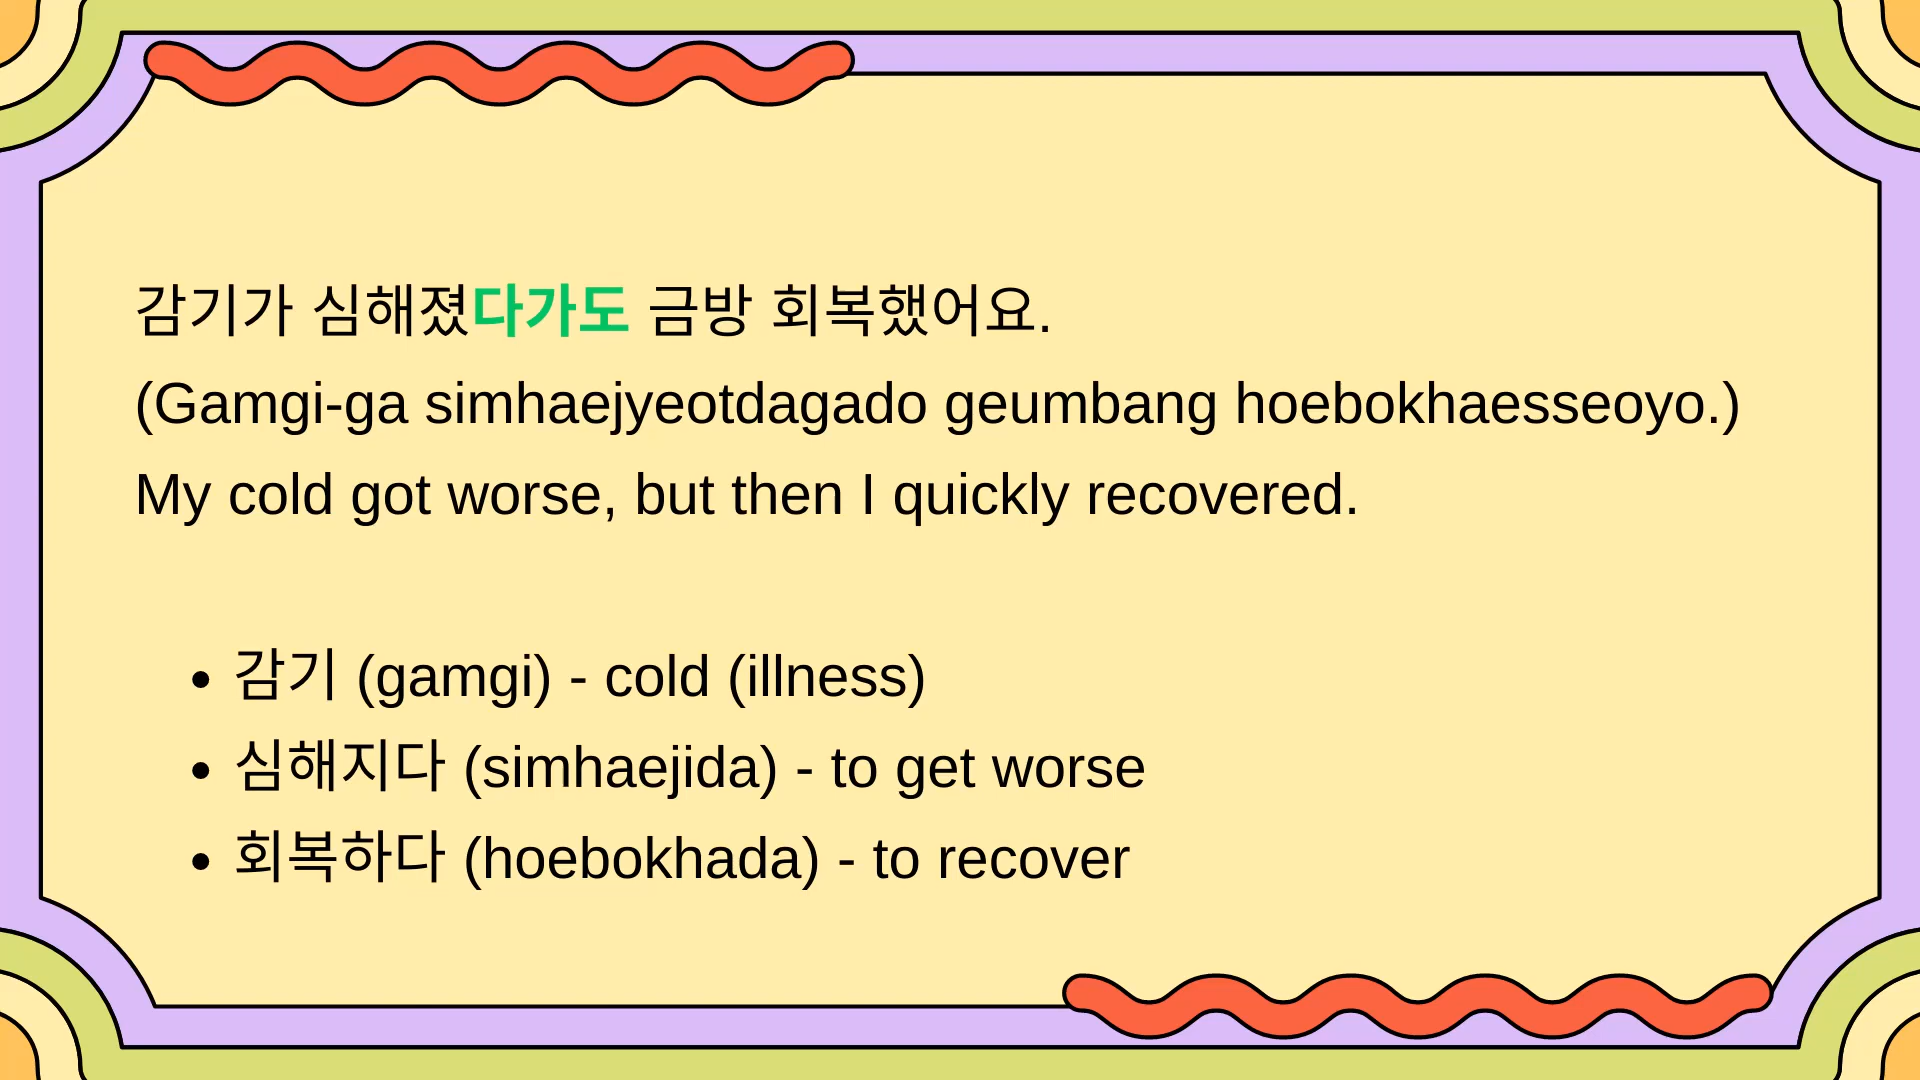 감기가 심해졌다가도 금방 회복했어요.
(Gamgi-ga simhaejyeotdagado geumbang hoebokhaesseoyo.)
My cold got worse, but then I quickly recovered.
• 감기 (gamgi) - cold (illness)
• 심해지다 (simhaejida) - to get worse
• 회복하다 (hoebokhada) - to recover